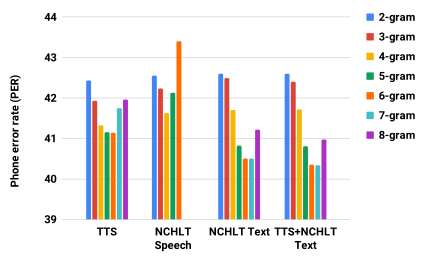 44
43
42
41
40
39
Phone error rate (PER)
TTS
NCHLT
Speech
NCHLT Text
TTS+NCHLT
Text
2-gram
3-gram
4-gram
5-gram
6-gram
7-gram
8-gram